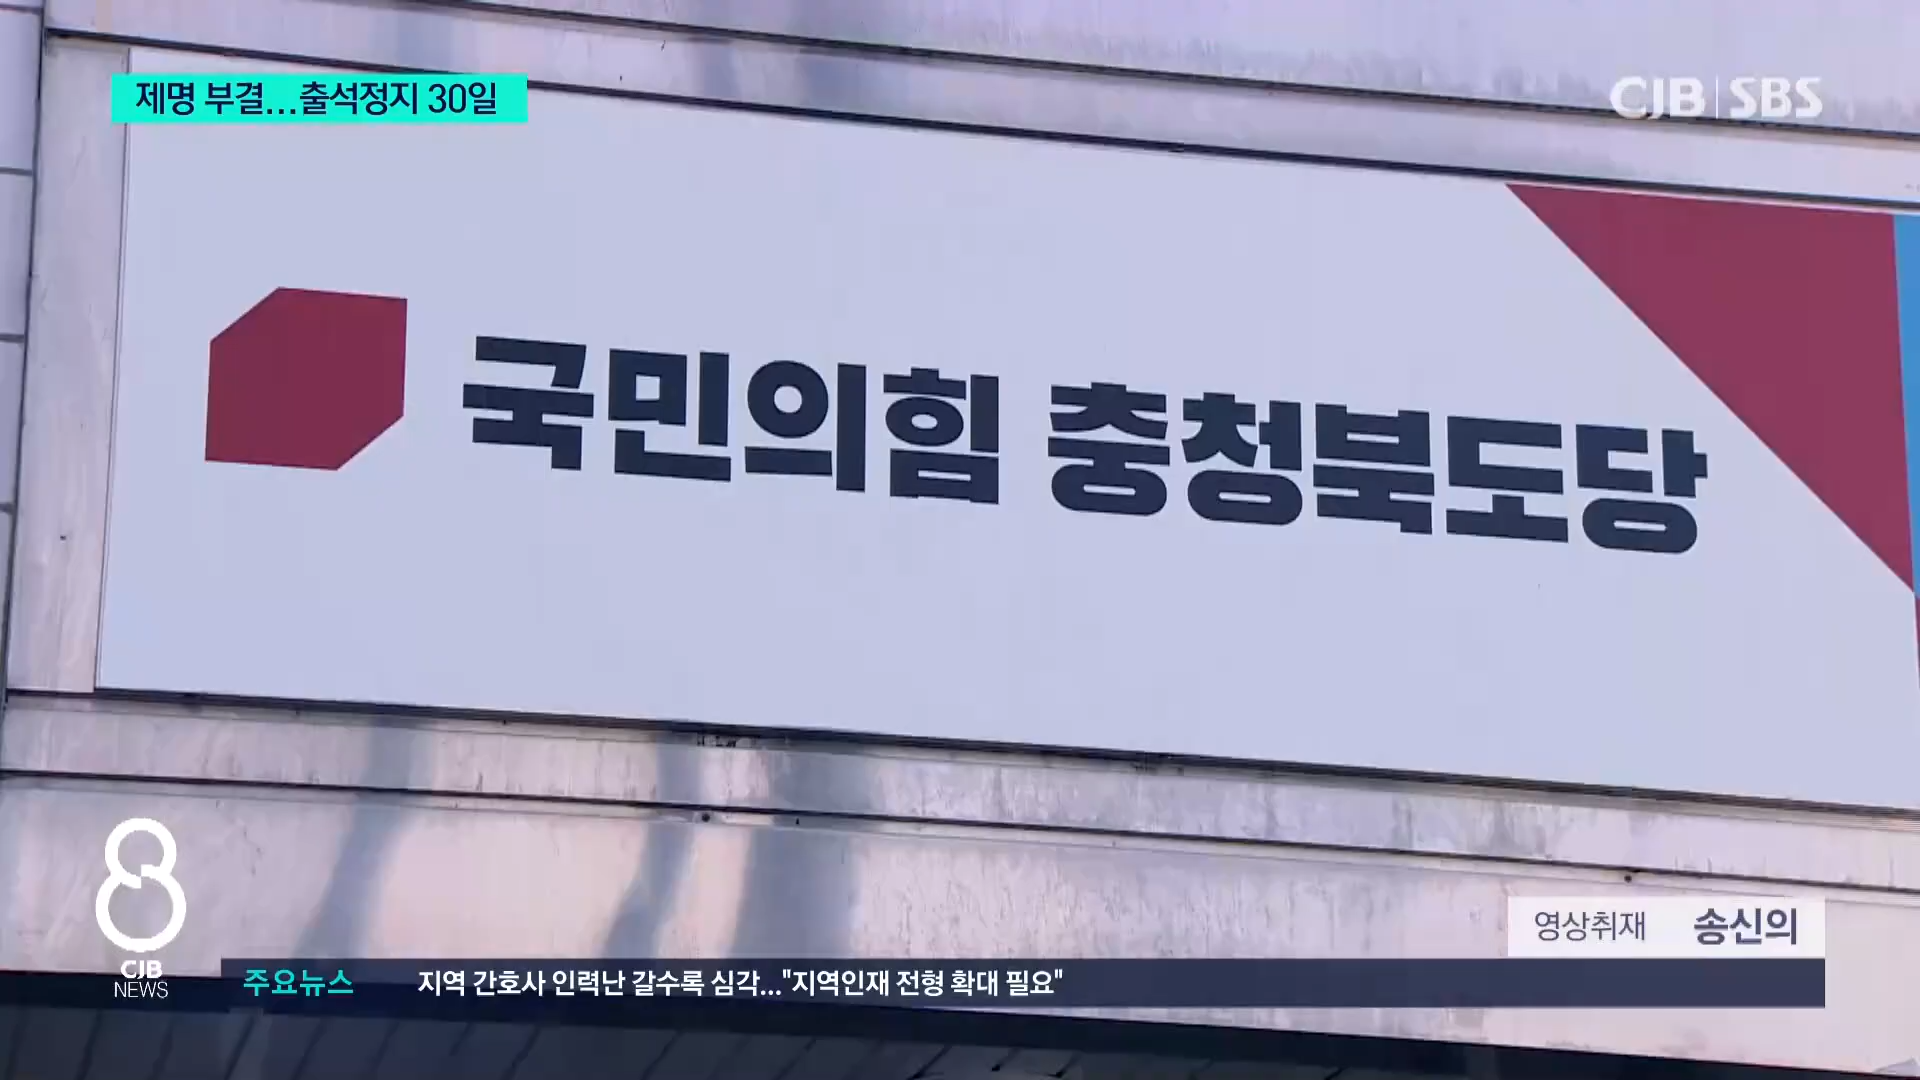 제명 부결...출석정지 30일
CJB SBS
국민의힘 충청북도당
영상취재 송신의
8
CJB
NEWS
주요뉴스 지역 간호사 인력난 갈수록 심각..."지역인재 전형 확대 필요"